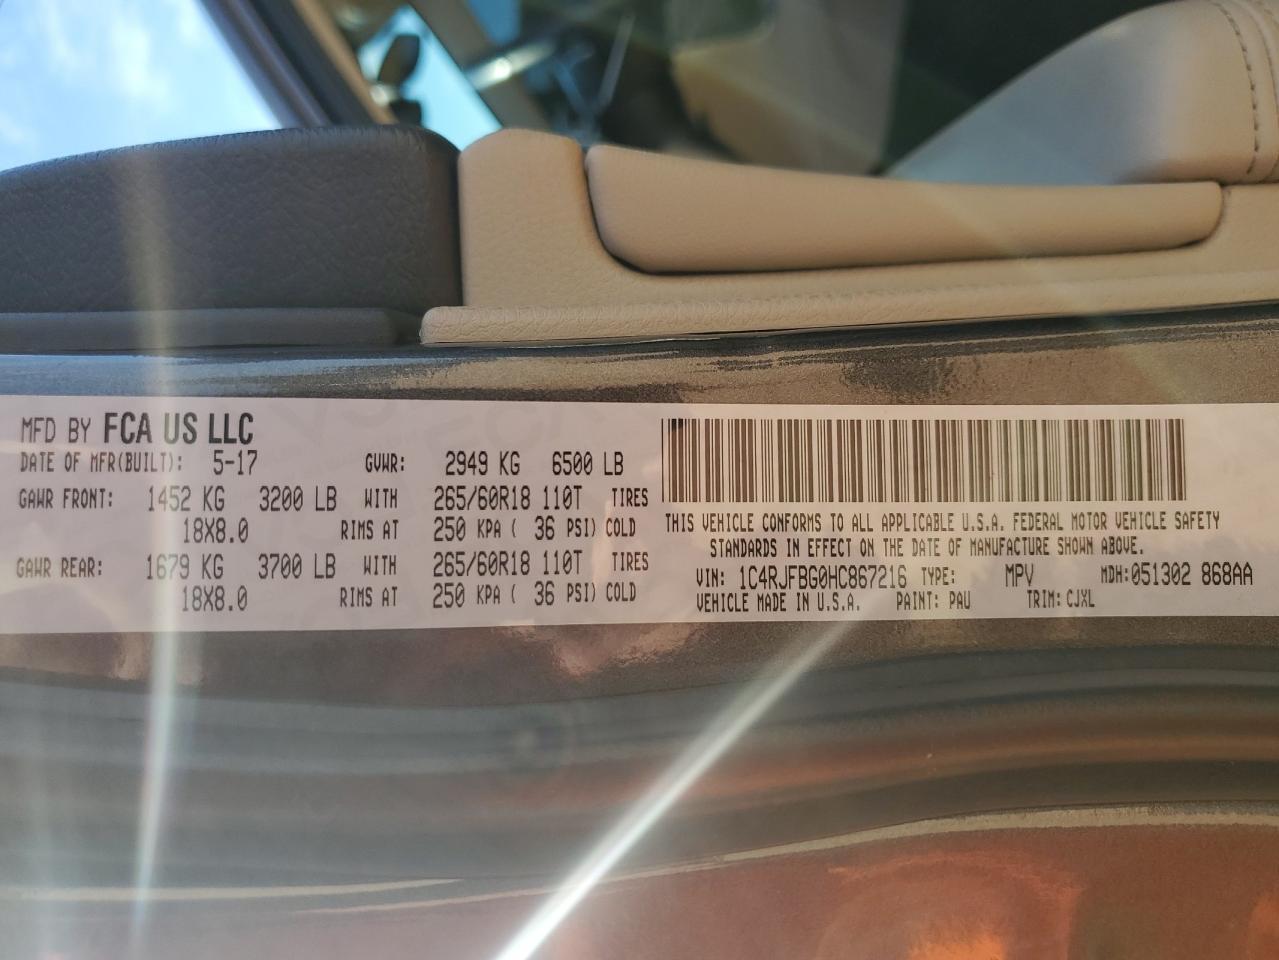 MFD BY FCA US LLC
DATE OF MFR(BUILT): 5-17 GVWR: 2949 KG 6500 LB
GAWR FRONT: 1452 KG 3200 LB WITH 265/60R18 110T TIRES
18X8.0 RIMS AT 250 KPA ( 36 PSI) COLD
GAWR REAR: 1679 KG 3700 LB WITH 265/60R18 110T TIRES
18X8.0 RIMS AT 250 KPA ( 36 PSI) COLD
THIS VEHICLE CONFORMS TO ALL APPLICABLE U.S.A. FEDERAL MOTOR VEHICLE SAFETY
STANDARDS IN EFFECT ON THE DATE OF MANUFACTURE SHOWN ABOVE.
VIN: 1C4RJFBG0HC867216 TYPE: MPV MDH:051302 868AA
VEHICLE MADE IN U.S.A. PAINT: PAU TRIM: CJXL